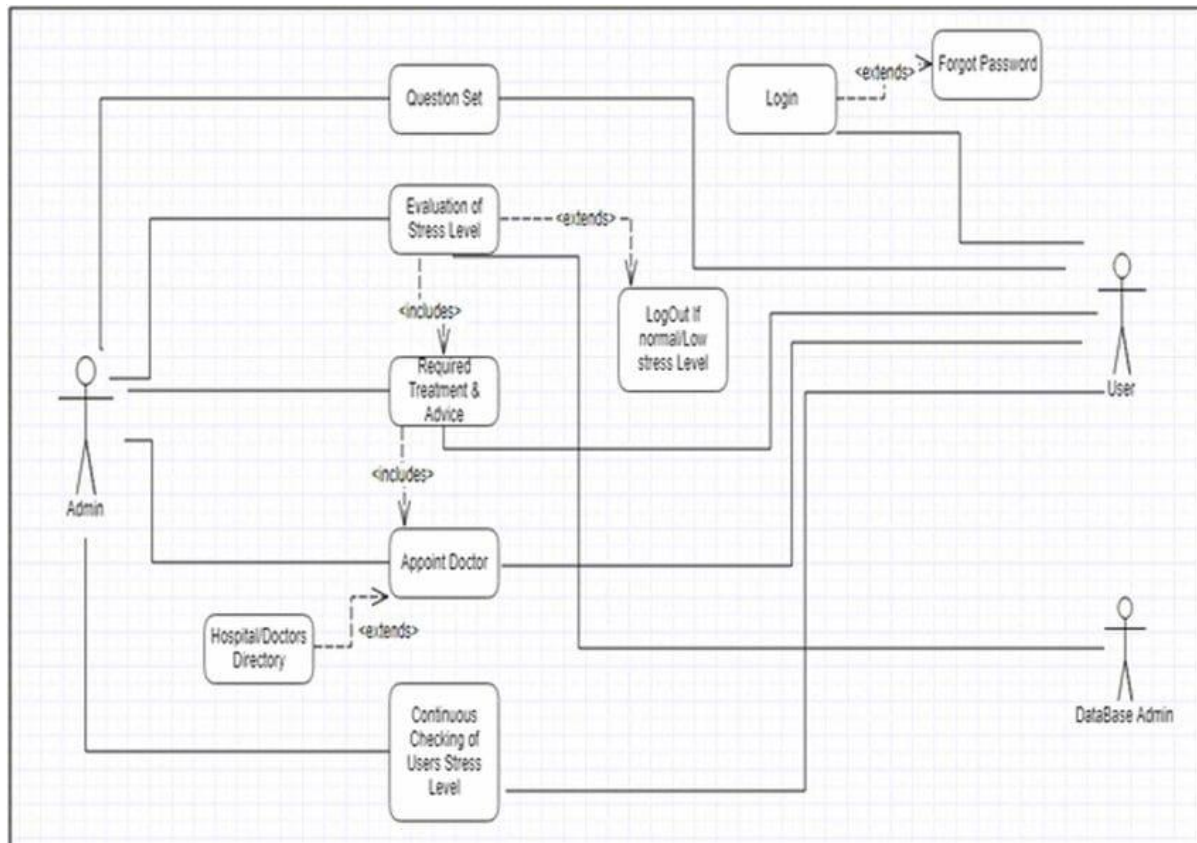 Forgot Password
<extends>
Login
Question Set
Evaluation of
Stress Level
<extends>
<includes>
LogOut If
normal/Low
stress Level
Required
Treatment &
Advice
User
<includes>
Admin
Appoint Doctor
Hospital/Doctors
Directory
<extends>
DataBase Admin
Continuous
Checking of
Users Stress
Level